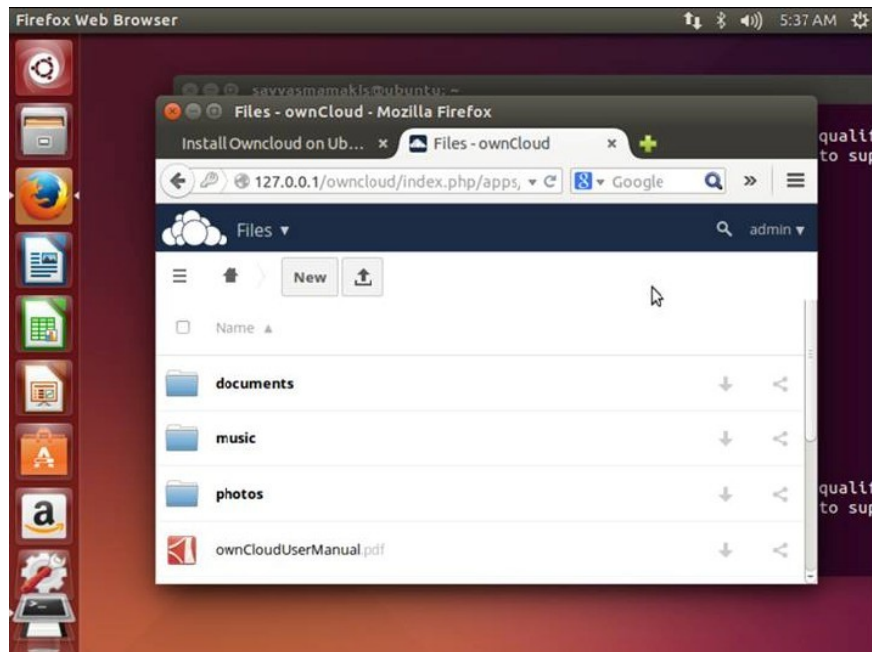 Firefox Web Browser
5:37 AM
savvasmamakis@ubuntu: ~
Files - ownCloud - Mozilla Firefox
qualif
Install Owncloud on Ub...
Files - ownCloud
to sup
127.0.0.1/owncloud/index.php/apps,
Google
Files
admin
New
Name
documents
music
photos
qualif
to sup
ownCloudUserManual.pdf